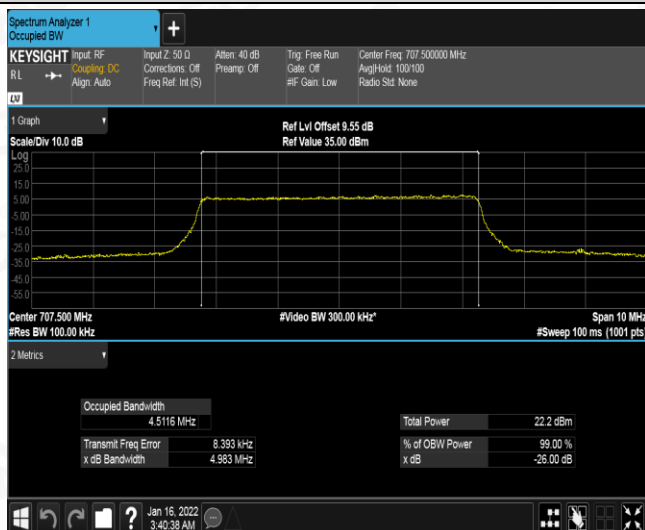 Spectrum Analyzer 1
Occupied BW
+
KEYSIGHT Input: RF Input Z: 50 Ω Atten: 40 dB Trig: Free Run Center Freq: 707.500000 MHz
RL Coupling: DC Corrections: Off Preamp: Off Gate: Off Avg|Hold: 100/100
Align: Auto Freq Ref: Int (S) #IF Gain: Low Radio Std: None
LXI
1 Graph
Ref Lvl Offset 9.55 dB
Scale/Div 10.0 dB Ref Value 35.00 dBm
Log
25.0
15.0
5.00
-5.00
-15.0
-25.0
-35.0
-45.0
-55.0
Center 707.500 MHz #Video BW 300.00 kHz* Span 10 MHz
#Res BW 100.00 kHz #Sweep 100 ms (1001 pts)
2 Metrics
Occupied Bandwidth
4.5116 MHz Total Power 22.2 dBm
Transmit Freq Error 8.393 kHz % of OBW Power 99.00 %
x dB Bandwidth 4.983 MHz x dB -26.00 dB
? Jan 16, 2022
3:40:38 AM